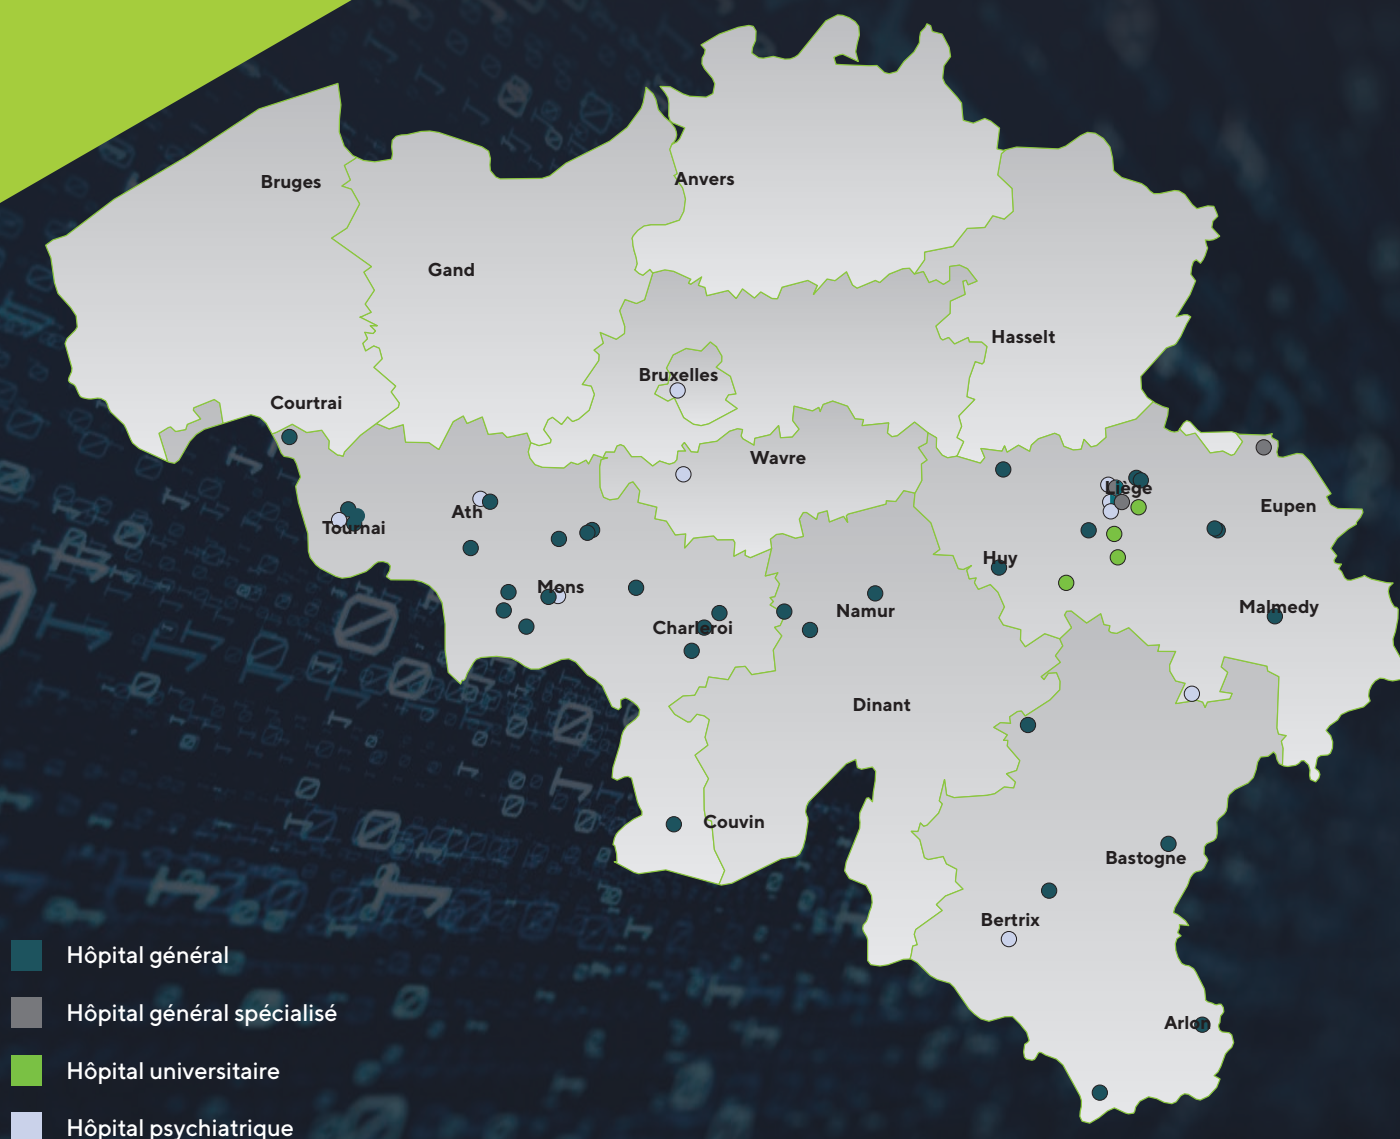 Bruges
Anvers
Gand
Hasselt
Bruxelles
Courtrai
Wavre
Liège
Eupen
Ath
Tournai
Huy
Mons
Malmedy
Namur
Charleroi
Dinant
Couvin
Bastogne
Bertrix
Arlon
Hôpital général
Hôpital général spécialisé
Hôpital universitaire
Hôpital psychiatrique